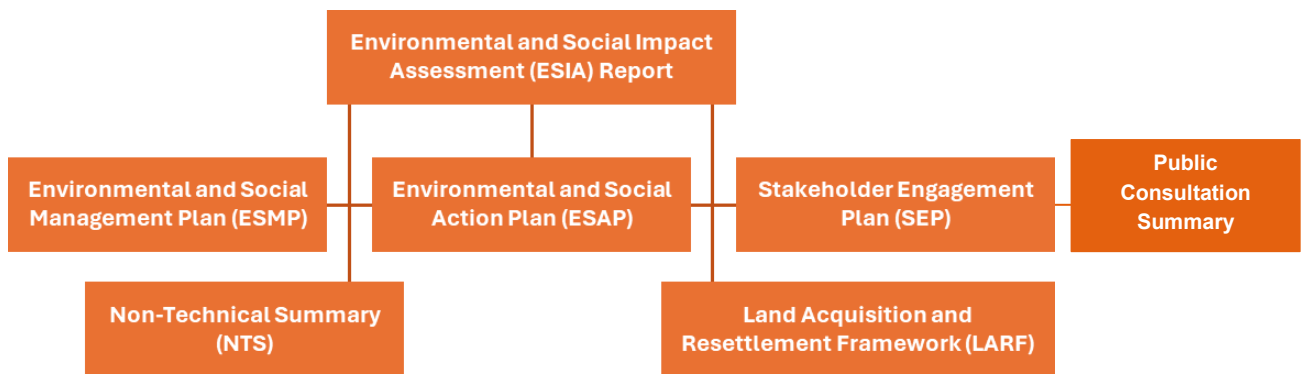 Environmental and Social Impact
Assessment (ESIA) Report
Environmental and Social
Management Plan (ESMP)
Environmental and Social
Action Plan (ESAP)
Stakeholder Engagement
Plan (SEP)
Public
Consultation
Summary
Non-Technical Summary
(NTS)
Land Acquisition and
Resettlement Framework (LARF)